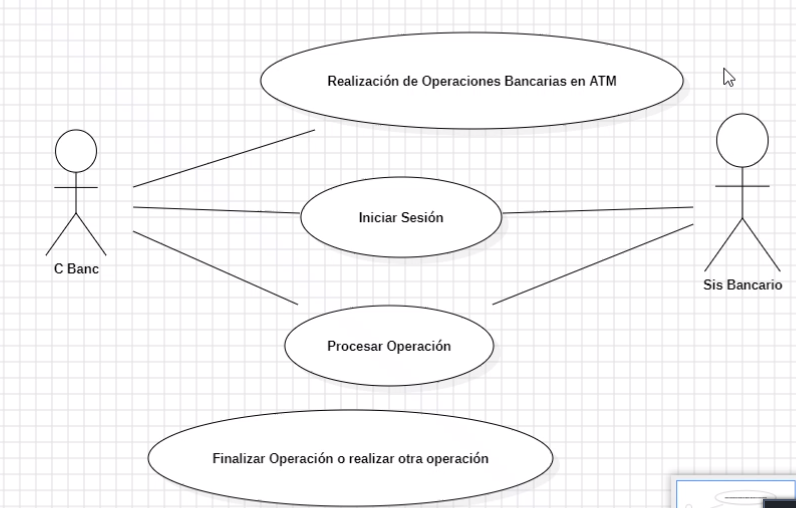 Realización de Operaciones Bancarias en ATM
Iniciar Sesión
C Banc
Sis Bancario
Procesar Operación
Finalizar Operación o realizar otra operación